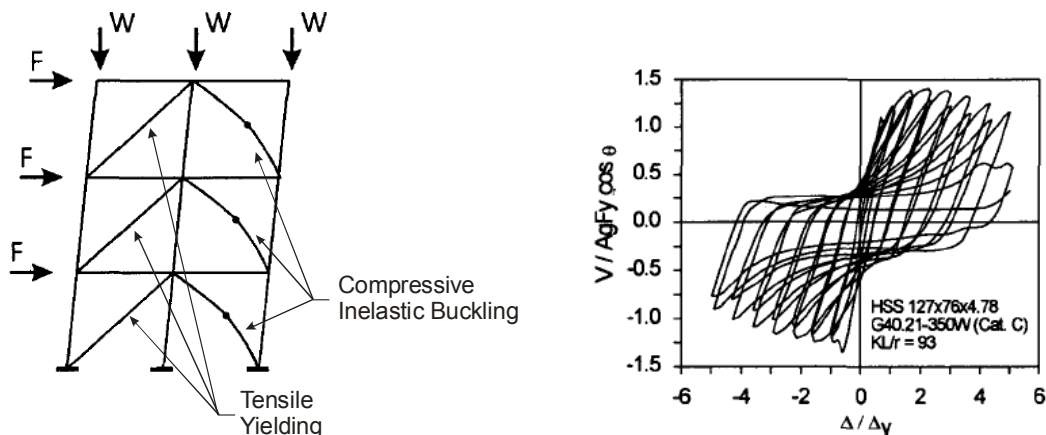 W W W
F
F
F
Compressive
Inelastic Buckling
Tensile
Yielding
V / AgFy cos θ
1.5
1.0
0.5
0.0
-0.5
-1.0
-1.5
HSS 127x76x4.78
G40.21-350W (Cat. C)
KL/r = 93
-6 -4 -2 0 2 4 6
Δ / Δy